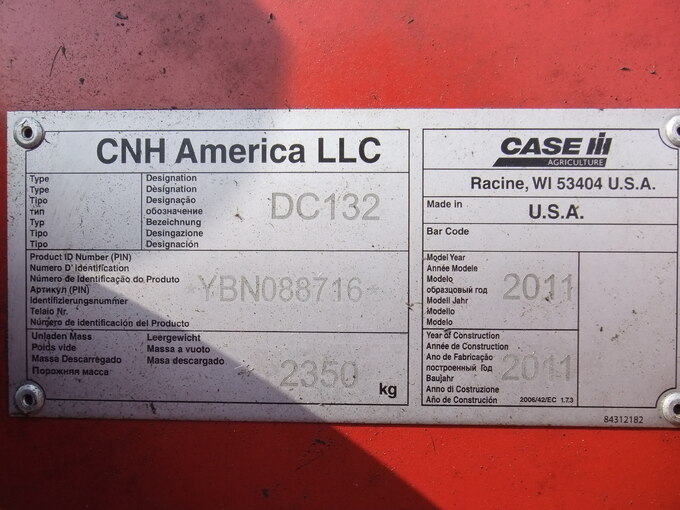 CNH America LLC
Type Designation
Type Dèsignation
Tipo Designação
тип обозначение
Typ Bezeichnung
Tipo Desingazione
Tipo Designación
DC132
Product ID Number (PIN)
Numero D' identification
Número de Identificação do Produto
Артикул (PIN)
Identifizierungsnummer
Telaio Nr.
Número de identificación del Producto
*YBN088716*
Unladen Mass Leergewicht
Poids vide Massa a vuoto
Massa Descarregado Masa descargado
Порожняя масса
2350 kg
CASE IH
AGRICULTURE
Racine, WI 53404 U.S.A.
Made in U.S.A.
Bar Code
Model Year
Année Modele
Modelo
образцовый год
Modell Jahr
Modello
Modelo
2011
Year of Construction
Année de Construction
Ano de Fabricação
построенный Год
Baujahr
Anno di Costruzione
Año de Construción
2011
2006/42/EC 1.7.3
84312182